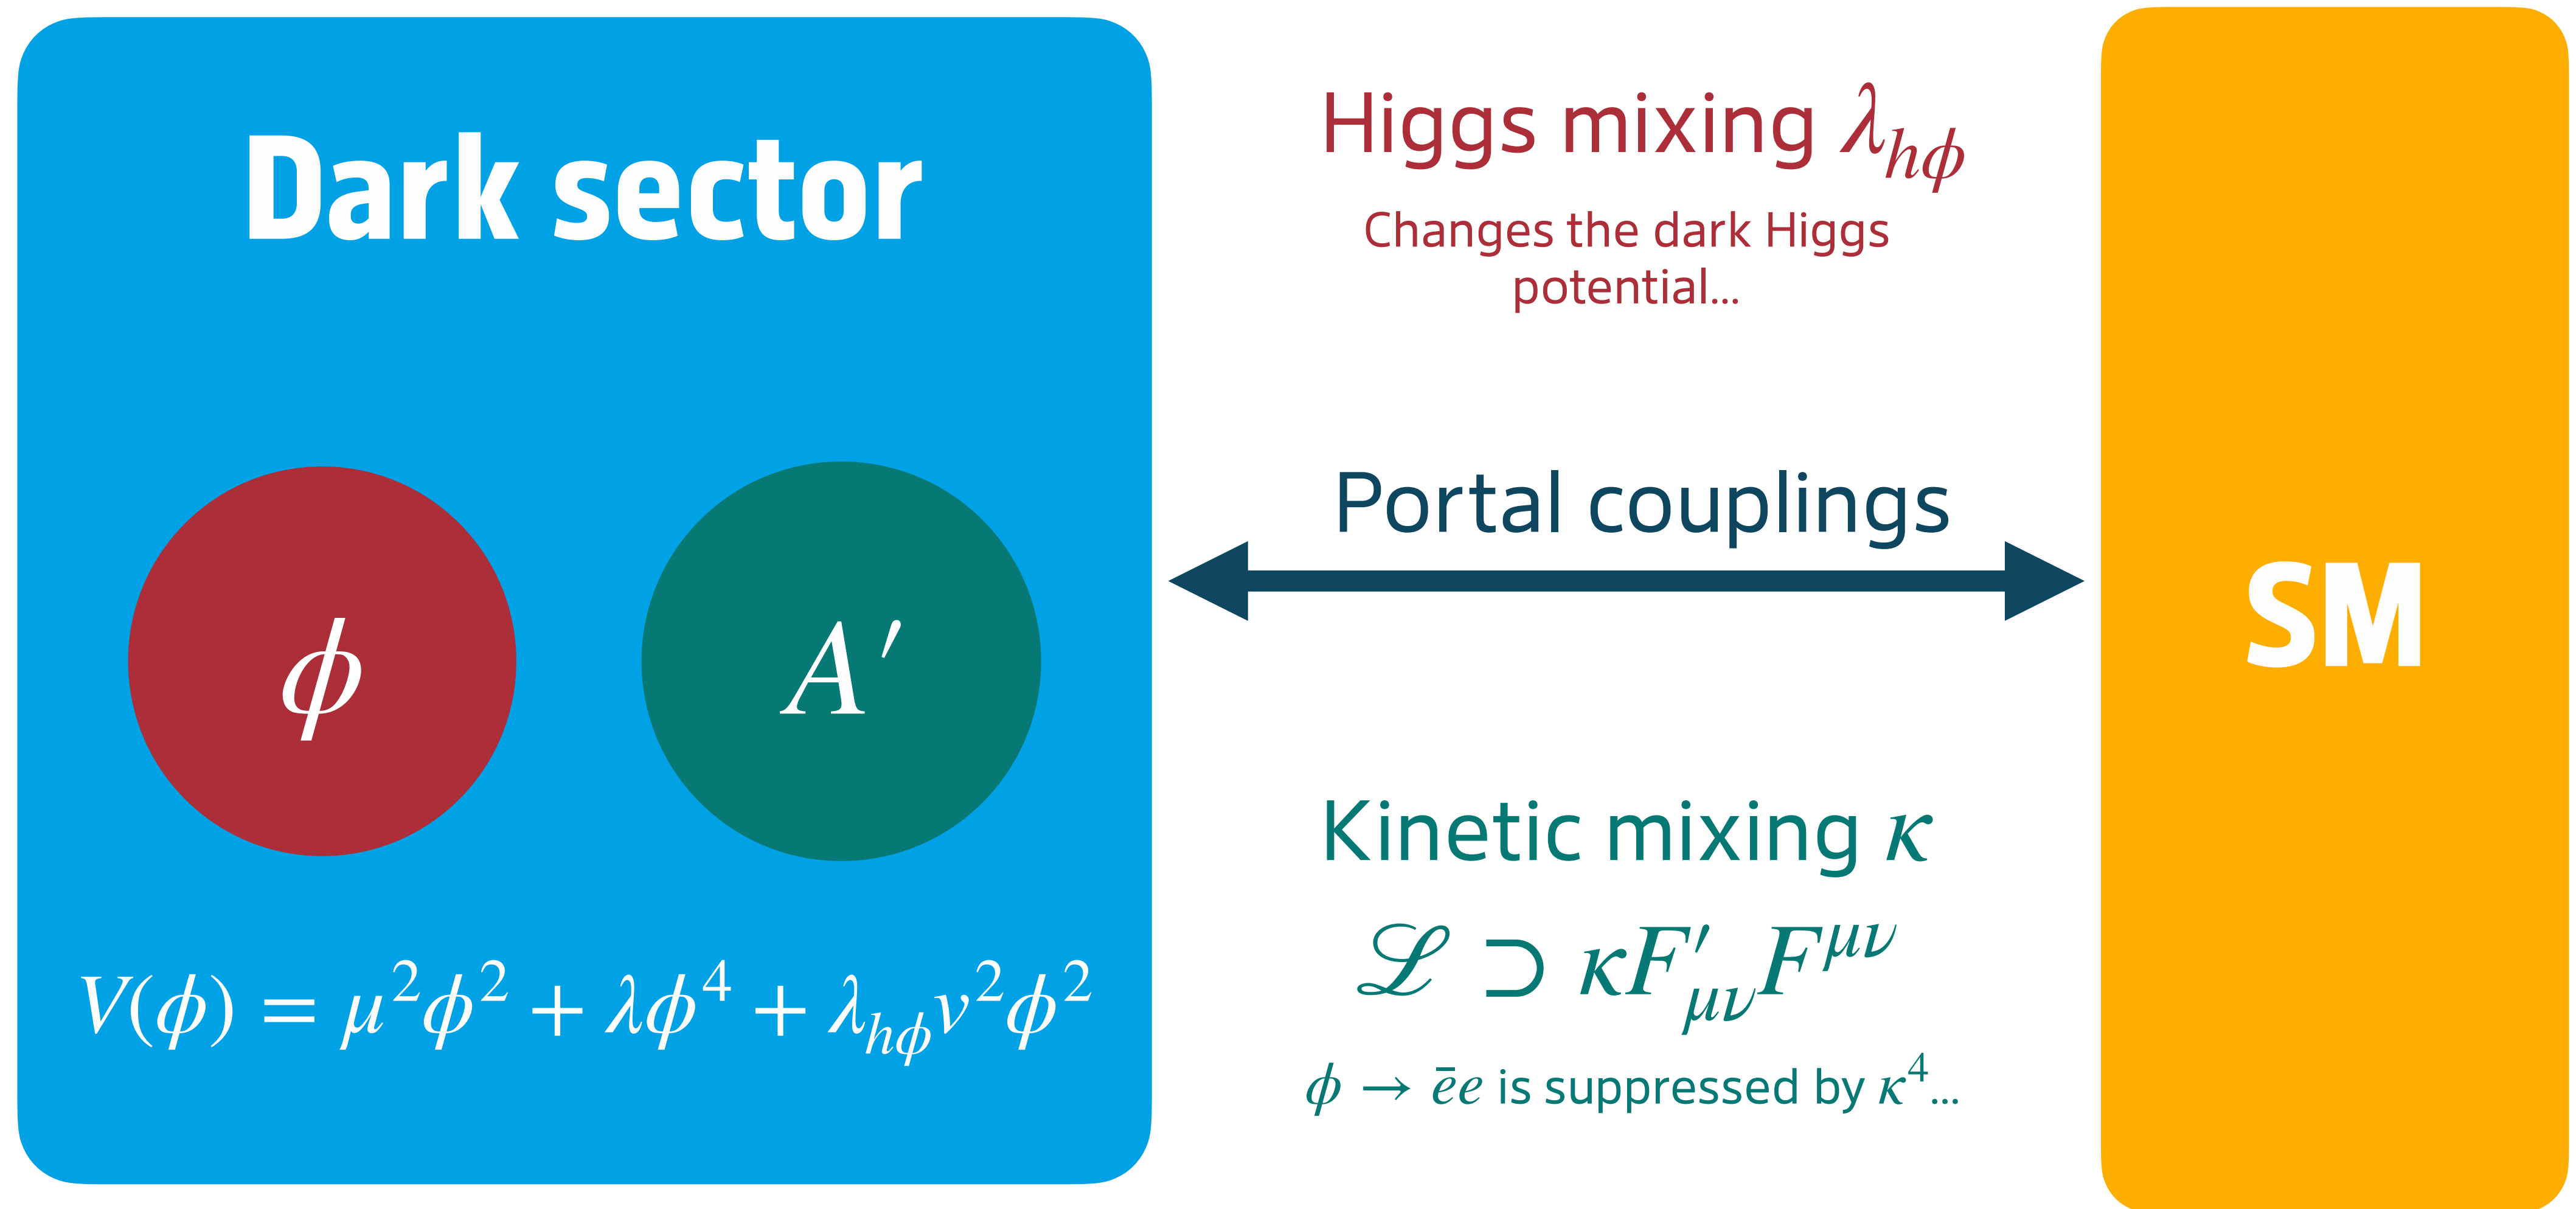 Dark sector
ϕ
A′
V(ϕ) = μ²ϕ² + λϕ⁴ + λ_{hϕ}v²ϕ²
Higgs mixing λ_{hϕ}
Changes the dark Higgs
potential...
Portal couplings
Kinetic mixing κ
ℒ ⊃ κF′_{μν}F^{μν}
ϕ → ēe is suppressed by κ⁴...
SM